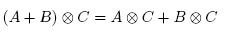 (A + B) ⊗ C = A ⊗ C + B ⊗ C